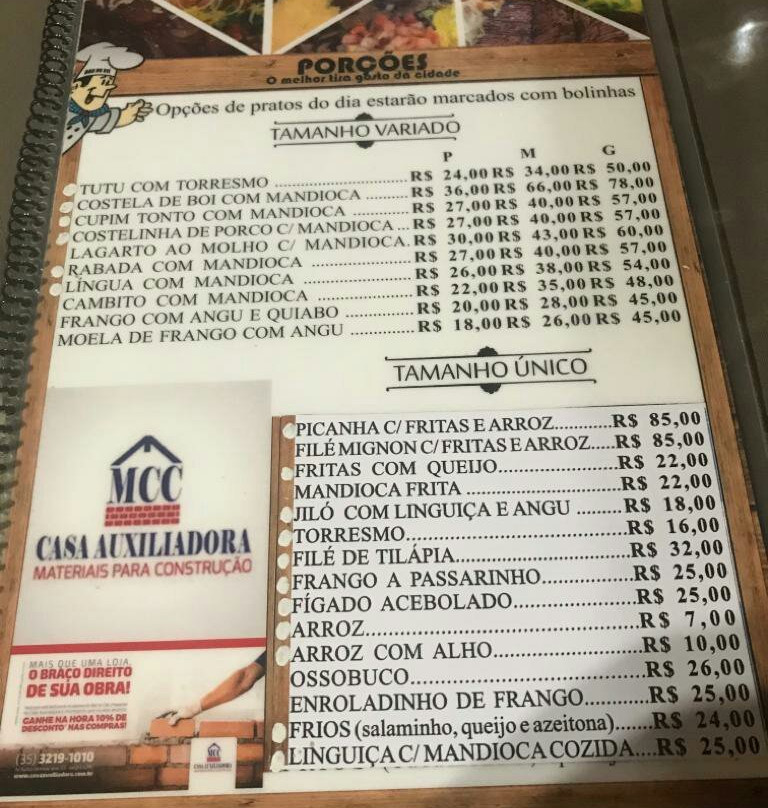 PORÇÕES
O melhor tira gosto da cidade
Opções de pratos do dia estarão marcados com bolinhas
TAMANHO VARIADO
P M G
TUTU COM TORRESMO .......................... R$ 24,00 R$ 34,00 R$ 50,00
COSTELA DE BOI COM MANDIOCA ......... R$ 36,00 R$ 66,00 R$ 78,00
CUPIM TONTO COM MANDIOCA ............ R$ 27,00 R$ 40,00 R$ 57,00
COSTELINHA DE PORCO C/ MANDIOCA ... R$ 27,00 R$ 40,00 R$ 57,00
LAGARTO AO MOLHO C/ MANDIOCA. R$ 30,00 R$ 43,00 R$ 60,00
RABADA COM MANDIOCA .................... R$ 27,00 R$ 40,00 R$ 57,00
LÍNGUA COM MANDIOCA ..................... R$ 26,00 R$ 38,00 R$ 54,00
CAMBITO COM MANDIOCA ................... R$ 22,00 R$ 35,00 R$ 48,00
FRANGO COM ANGU E QUIABO .............. R$ 20,00 R$ 28,00 R$ 45,00
MOELA DE FRANGO COM ANGU ............. R$ 18,00 R$ 26,00 R$ 45,00
TAMANHO ÚNICO
PICANHA C/ FRITAS E ARROZ...........R$ 85,00
FILÉ MIGNON C/ FRITAS E ARROZ....R$ 85,00
FRITAS COM QUEIJO....................R$ 22,00
MANDIOCA FRITA ..........................R$ 22,00
JILÓ COM LINGUIÇA E ANGU .........R$ 18,00
TORRESMO...................................R$ 16,00
FILÉ DE TILÁPIA............................R$ 32,00
FRANGO A PASSARINHO...............R$ 25,00
FÍGADO ACEBOLADO....................R$ 25,00
ARROZ..........................................R$ 7,00
ARROZ COM ALHO.......................R$ 10,00
OSSOBUCO...................................R$ 26,00
ENROLADINHO DE FRANGO..........R$ 25,00
FRIOS (salaminho, queijo e azeitona)......R$ 24,00
LINGUIÇA C/ MANDIOCA COZIDA...R$ 25,00
MCC
CASA AUXILIADORA
MATERIAIS PARA CONSTRUÇÃO
MAIS QUE UMA LOJA,
O BRAÇO DIREITO
DE SUA OBRA!
GANHE NA HORA 10% DE
DESCONTO* NAS COMPRAS!
(35) 3219-1010
MCC
CASA AUXILIADORA